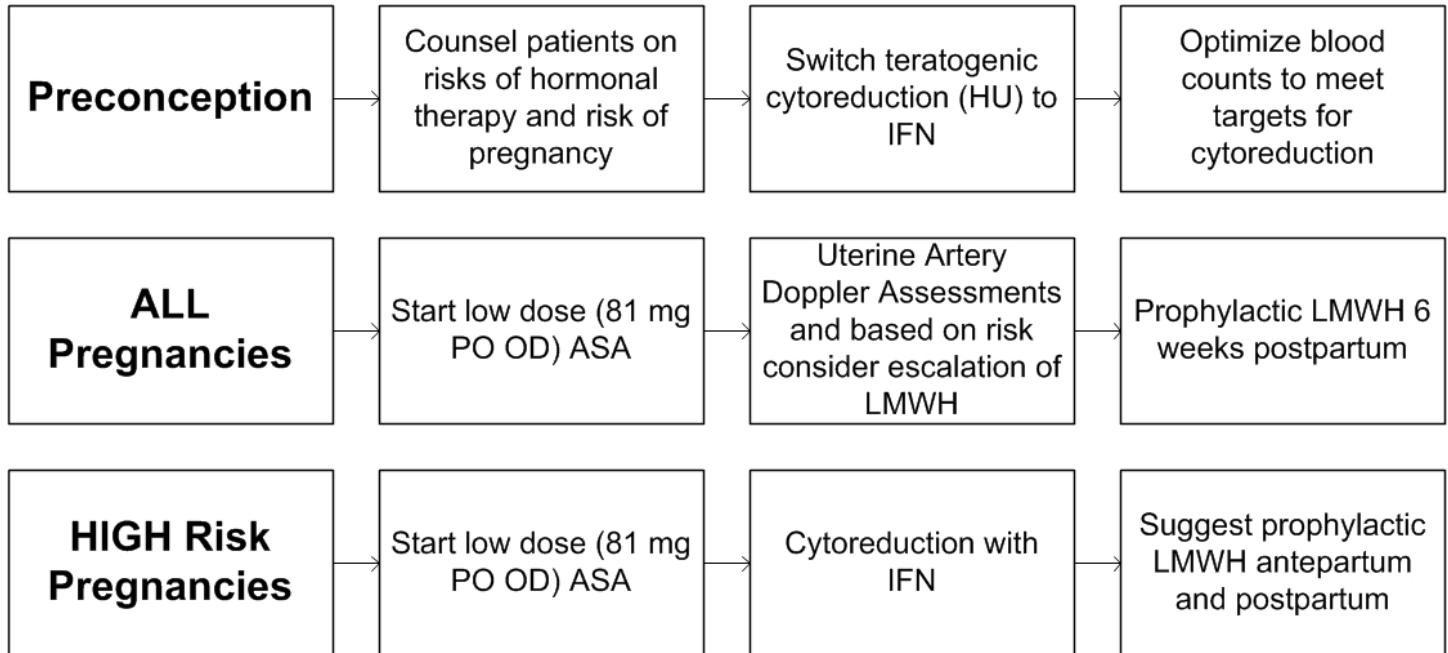 Preconception
Counsel patients on
risks of hormonal
therapy and risk of
pregnancy
Switch teratogenic
cytoreduction (HU) to
IFN
Optimize blood
counts to meet
targets for
cytoreduction
ALL
Pregnancies
Start low dose (81 mg
PO OD) ASA
Uterine Artery
Doppler Assessments
and based on risk
consider escalation of
LMWH
Prophylactic LMWH 6
weeks postpartum
HIGH Risk
Pregnancies
Start low dose (81 mg
PO OD) ASA
Cytoreduction with
IFN
Suggest prophylactic
LMWH antepartum
and postpartum